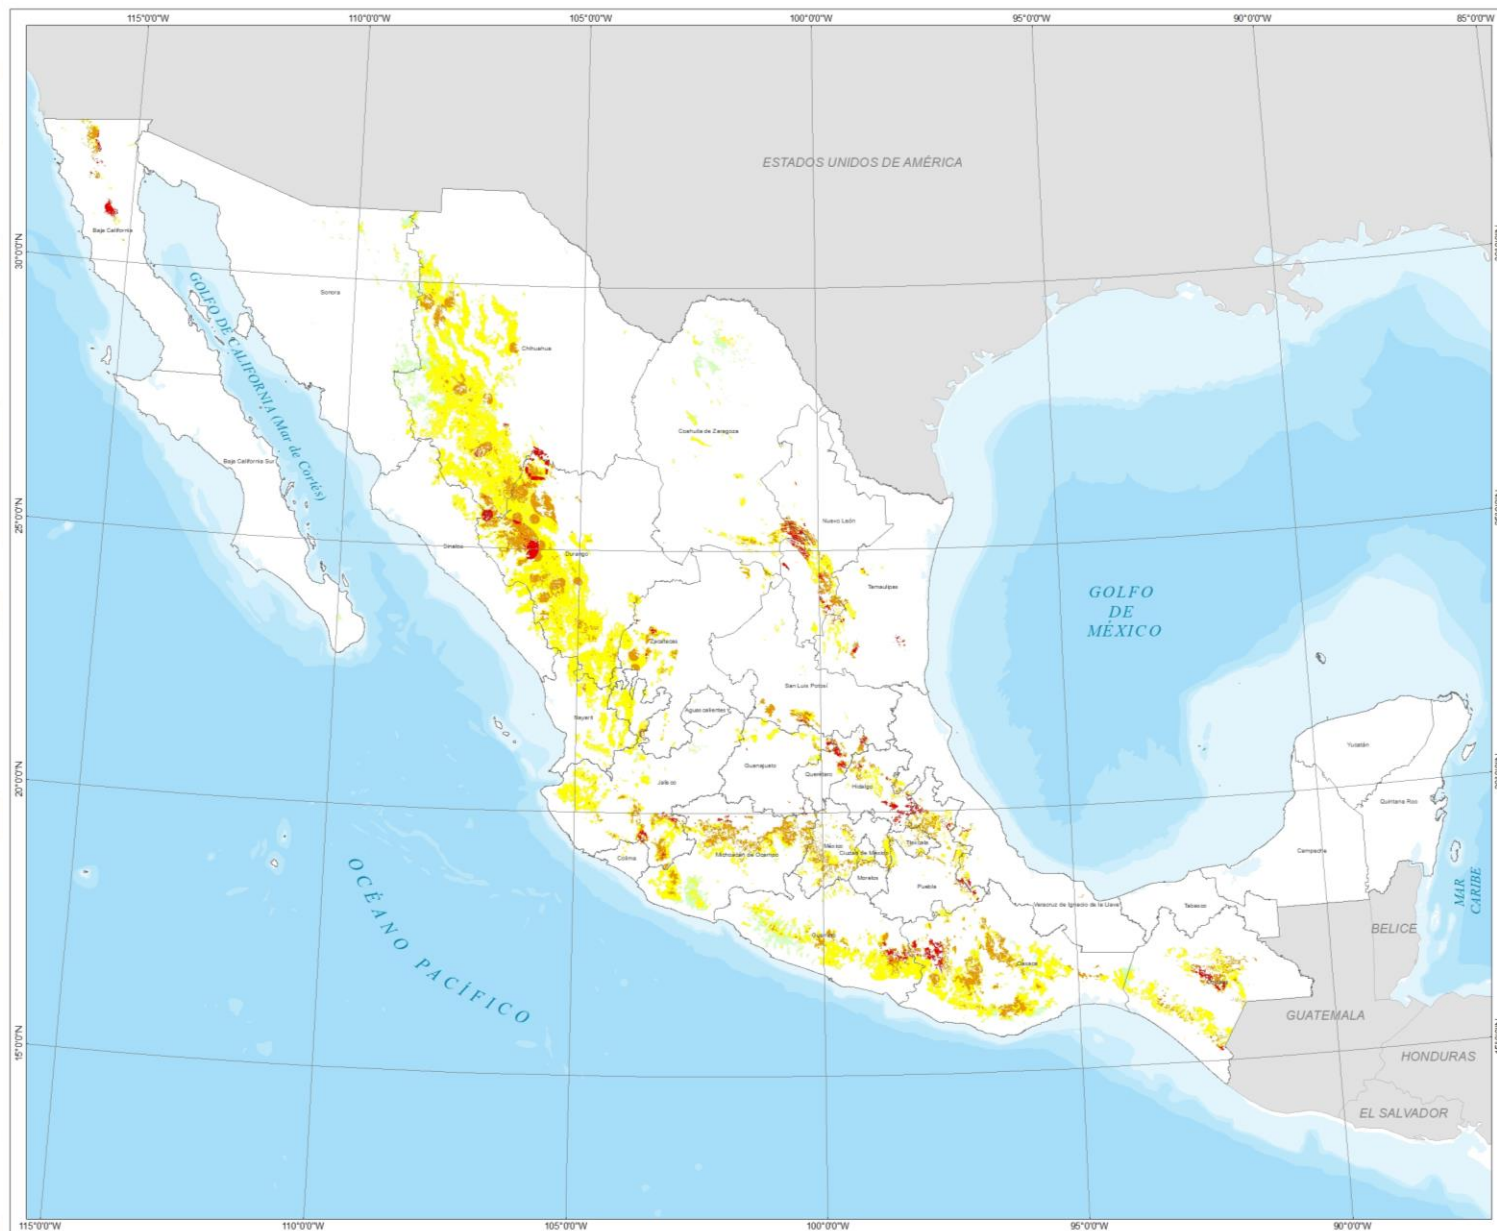 115°0'0"W 110°0'0"W 105°0'0"W 100°0'0"W 95°0'0"W 90°0'0"W 85°0'0"W
ESTADOS UNIDOS DE AMÉRICA
Baja California
30°0'0"N
Sonora
GOLFO DE CALIFORNIA (Mar de Cortés)
Chihuahua
Coahuila de Zaragoza
Baja California Sur
25°0'0"N
Nuevo León
Sinaloa
Durango
Tamaulipas
GOLFO
DE
MÉXICO
Zacatecas
San Luis Potosí
Aguascalientes
Nayarit
Yucatán
Guanajuato
Querétaro
Hidalgo
Jalisco
20°0'0"N
Quintana Roo
México
Tlaxcala
Ciudad de México
Michoacán de Ocampo
Colima
Campeche
Morelos
Puebla
Veracruz de Ignacio de la Llave
Tabasco
MAR
CARIBE
BELICE
Guerrero
Oaxaca
OCÉANO PACÍFICO
GUATEMALA
15°0'0"N
HONDURAS
EL SALVADOR
115°0'0"W 110°0'0"W 105°0'0"W 100°0'0"W 95°0'0"W 90°0'0"W